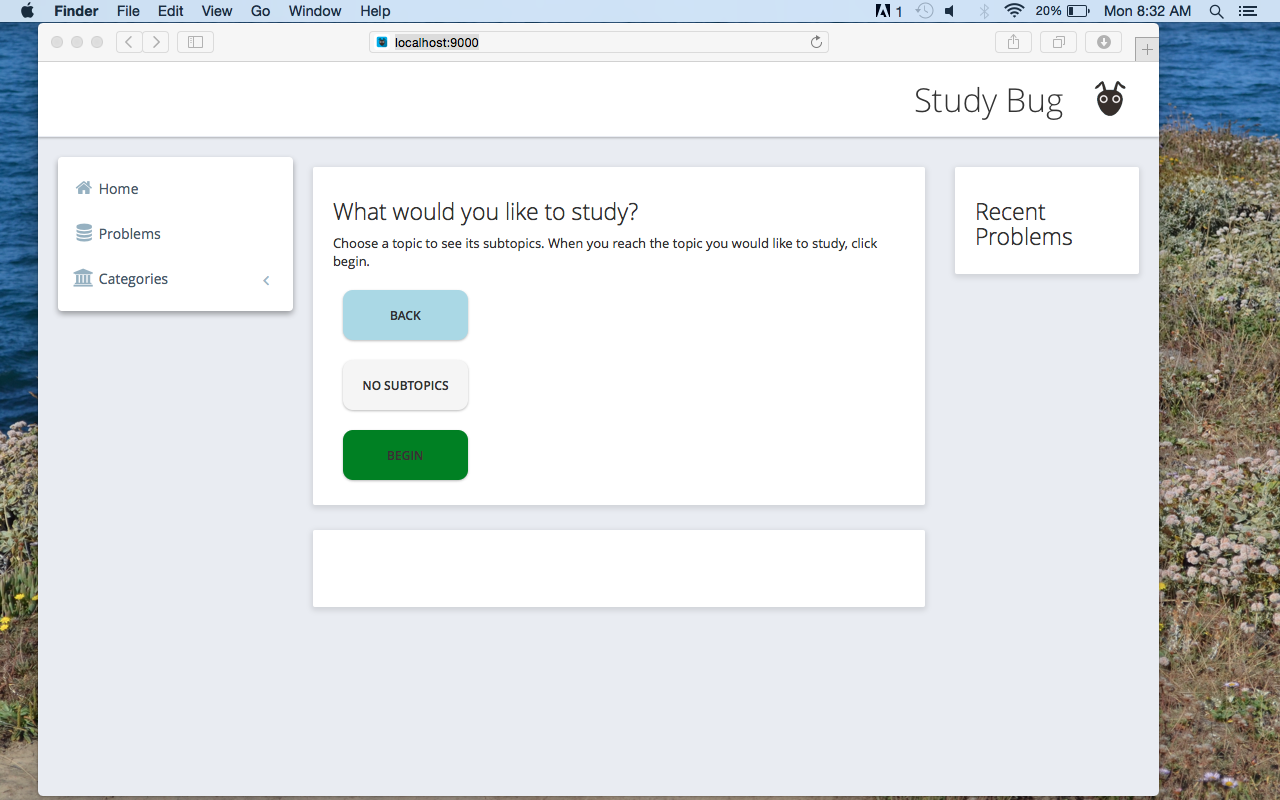 Finder File Edit View Go Window Help 1 20% Mon 8:32 AM
localhost:9000
Study Bug
Home
Problems
Categories
What would you like to study?
Choose a topic to see its subtopics. When you reach the topic you would like to study, click
begin.
BACK
NO SUBTOPICS
BEGIN
Recent
Problems